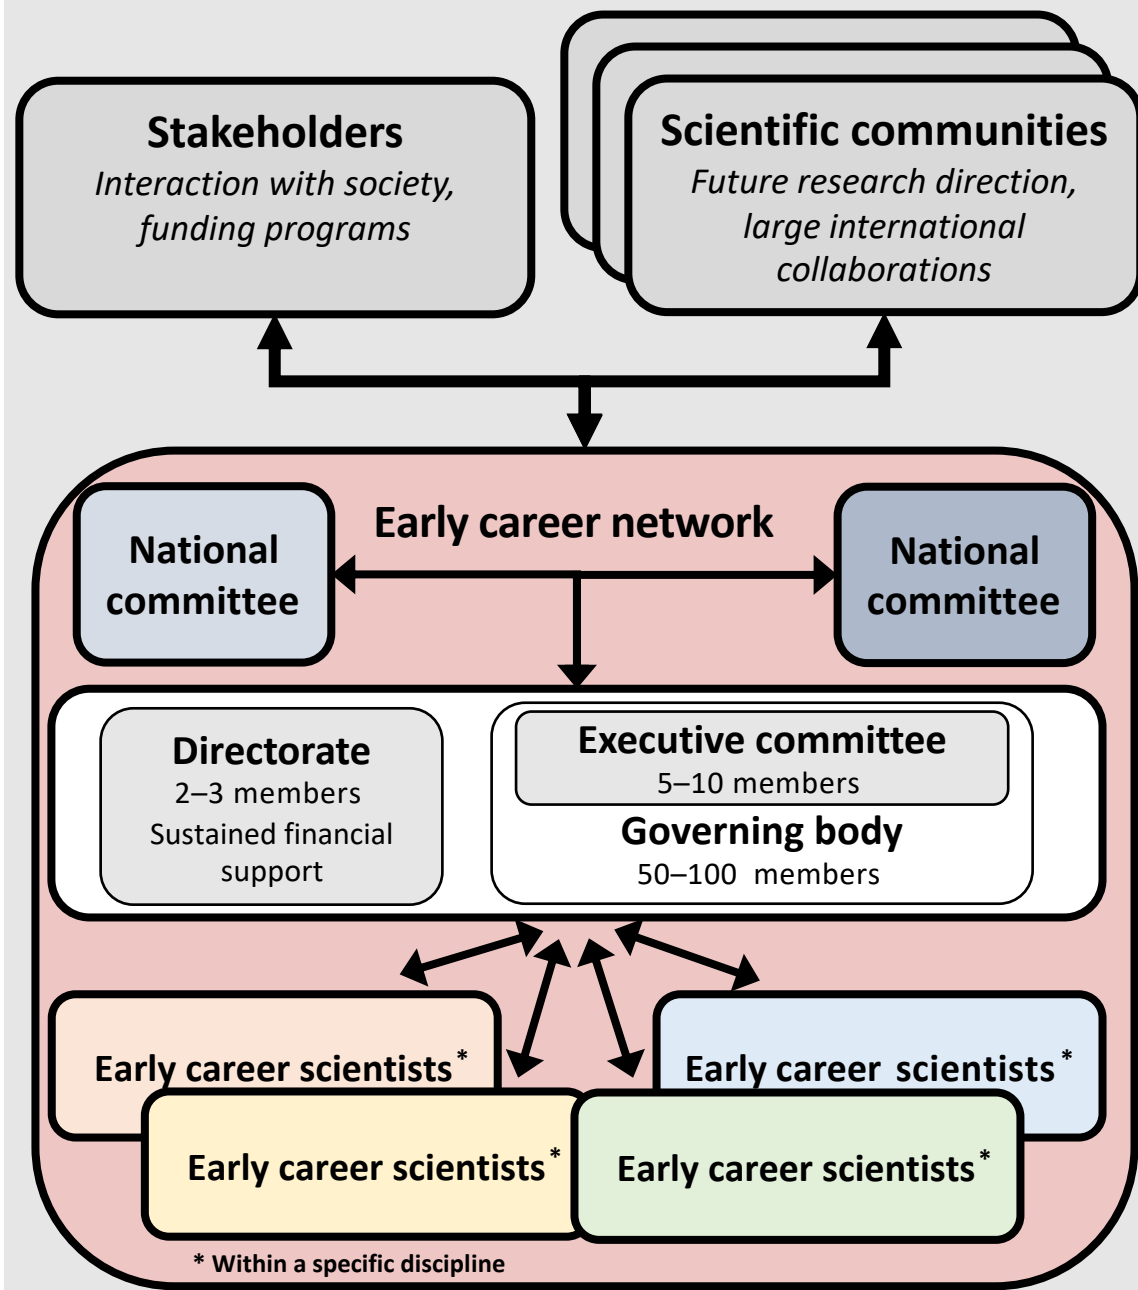 Stakeholders
Interaction with society,
funding programs
Scientific communities
Future research direction,
large international
collaborations
Early career network
National
committee
National
committee
Directorate
2–3 members
Sustained financial
support
Executive committee
5–10 members
Governing body
50–100 members
Early career scientists*
Early career scientists*
Early career scientists*
Early career scientists*
* Within a specific discipline